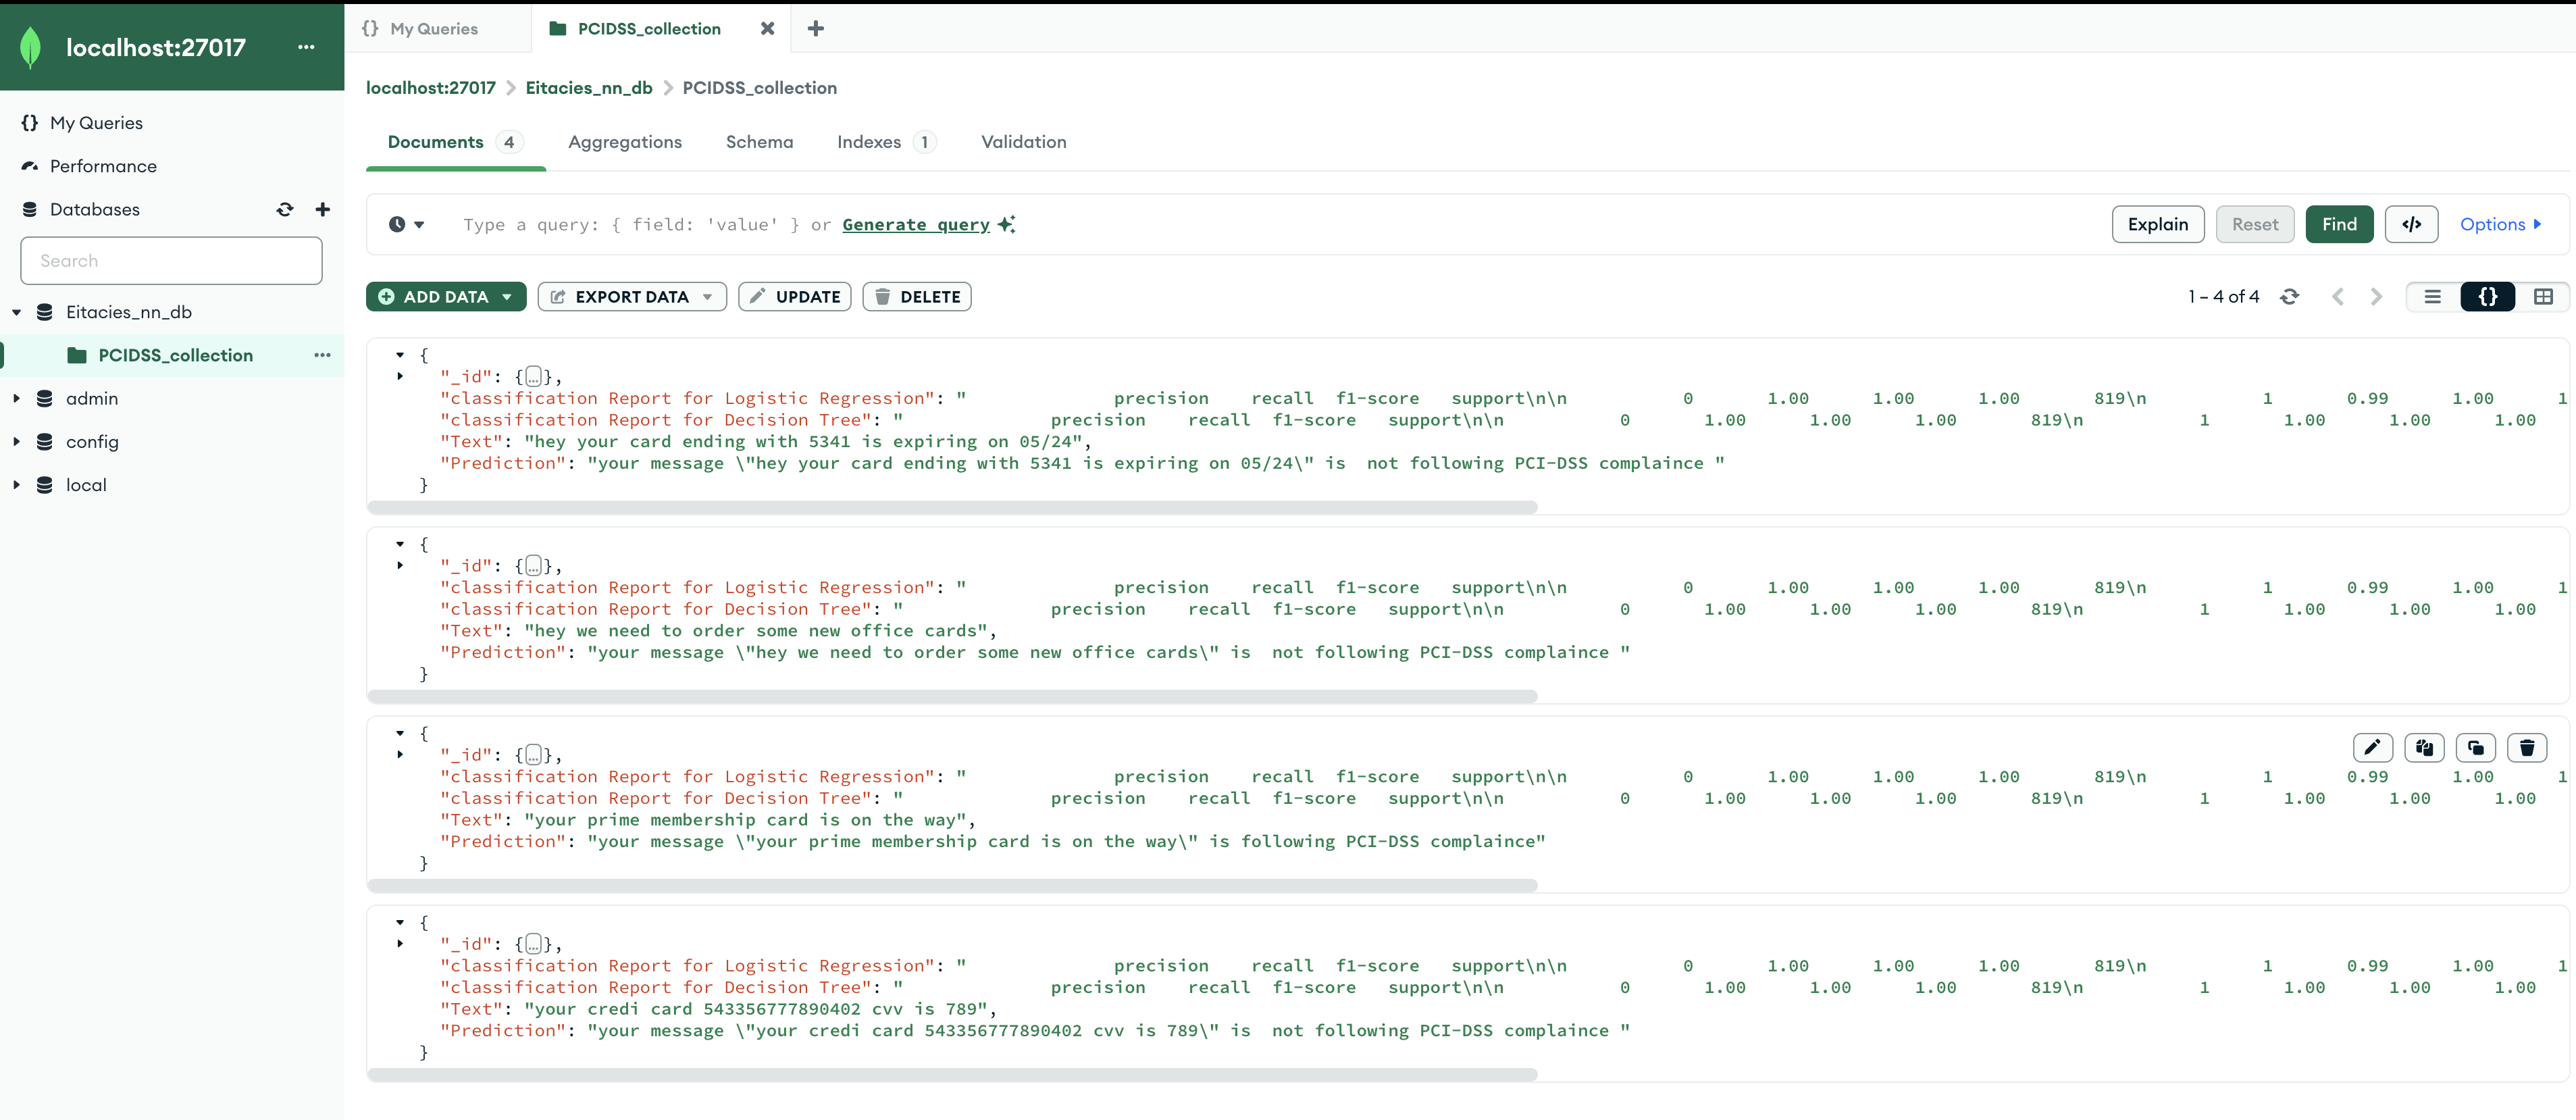 localhost:27017
My Queries
Performance
Databases
Search
Eitacies_nn_db
PCIDSS_collection
admin
config
local
{} My Queries
PCIDSS_collection
localhost:27017 > Eitacies_nn_db > PCIDSS_collection
Documents 4 Aggregations Schema Indexes 1 Validation
Type a query: { field: 'value' } or Generate query
Explain Reset Find </> Options
ADD DATA EXPORT DATA UPDATE DELETE 1 – 4 of 4 {}
{
"_id": {…},
"classification Report for Logistic Regression": " precision recall f1-score support\n\n 0 1.00 1.00 1.00 819\n 1 0.99 1.00 1
"classification Report for Decision Tree": " precision recall f1-score support\n\n 0 1.00 1.00 1.00 819\n 1 1.00 1.00 1.00
"Text": "hey your card ending with 5341 is expiring on 05/24",
"Prediction": "your message \"hey your card ending with 5341 is expiring on 05/24\" is  not following PCI-DSS complaince "
}
{
"_id": {…},
"classification Report for Logistic Regression": " precision recall f1-score support\n\n 0 1.00 1.00 1.00 819\n 1 0.99 1.00 1
"classification Report for Decision Tree": " precision recall f1-score support\n\n 0 1.00 1.00 1.00 819\n 1 1.00 1.00 1.00
"Text": "hey we need to order some new office cards",
"Prediction": "your message \"hey we need to order some new office cards\" is  not following PCI-DSS complaince "
}
{
"_id": {…},
"classification Report for Logistic Regression": " precision recall f1-score support\n\n 0 1.00 1.00 1.00 819\n 1 0.99 1.00 1
"classification Report for Decision Tree": " precision recall f1-score support\n\n 0 1.00 1.00 1.00 819\n 1 1.00 1.00 1.00
"Text": "your prime membership card is on the way",
"Prediction": "your message \"your prime membership card is on the way\" is following PCI-DSS complaince"
}
{
"_id": {…},
"classification Report for Logistic Regression": " precision recall f1-score support\n\n 0 1.00 1.00 1.00 819\n 1 0.99 1.00 1
"classification Report for Decision Tree": " precision recall f1-score support\n\n 0 1.00 1.00 1.00 819\n 1 1.00 1.00 1.00
"Text": "your credi card 543356777890402 cvv is 789",
"Prediction": "your message \"your credi card 543356777890402 cvv is 789\" is  not following PCI-DSS complaince "
}